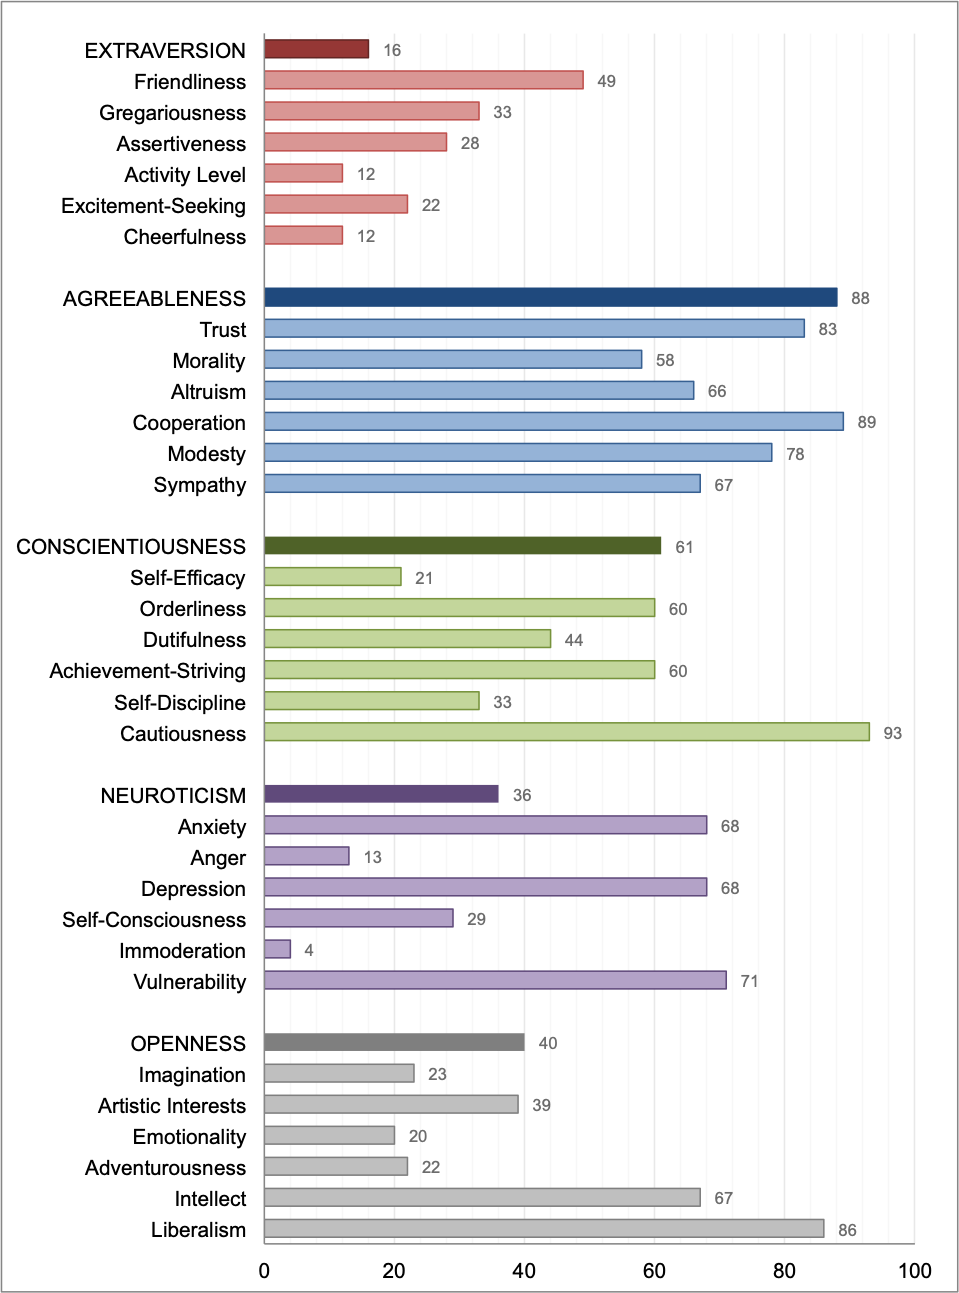 EXTRAVERSION 16
Friendliness 49
Gregariousness 33
Assertiveness 28
Activity Level 12
Excitement-Seeking 22
Cheerfulness 12
AGREEABLENESS 88
Trust 83
Morality 58
Altruism 66
Cooperation 89
Modesty 78
Sympathy 67
CONSCIENTIOUSNESS 61
Self-Efficacy 21
Orderliness 60
Dutifulness 44
Achievement-Striving 60
Self-Discipline 33
Cautiousness 93
NEUROTICISM 36
Anxiety 68
Anger 13
Depression 68
Self-Consciousness 29
Immoderation 4
Vulnerability 71
OPENNESS 40
Imagination 23
Artistic Interests 39
Emotionality 20
Adventurousness 22
Intellect 67
Liberalism 86
0 20 40 60 80 100